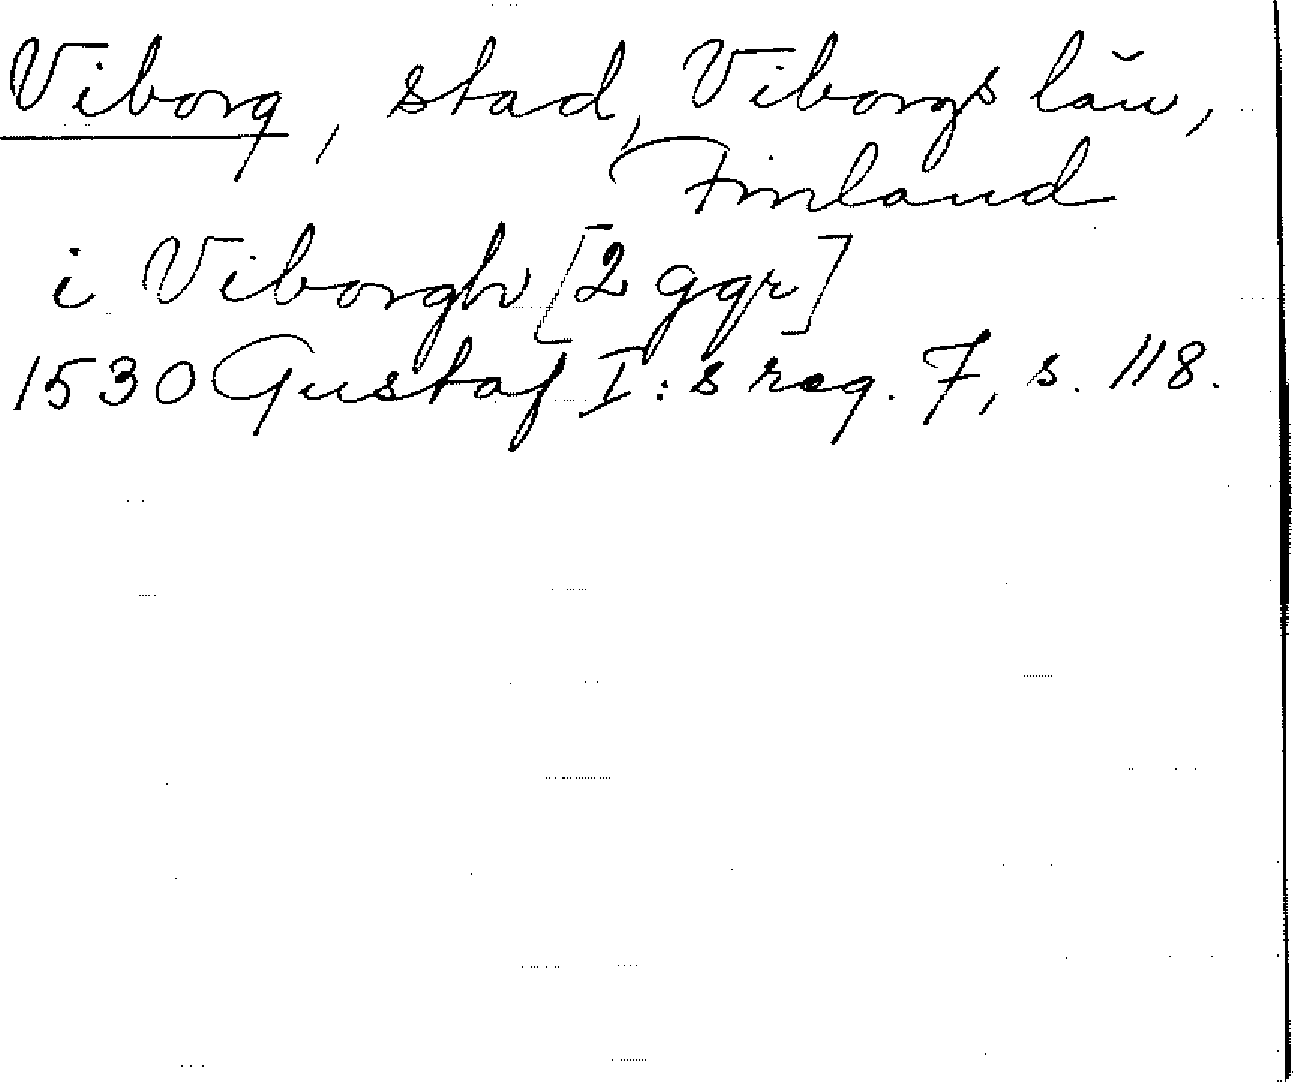 Viborg, stad, Viborgs län,
Finland
i Viborgh [2 ggr]
1530 Gustaf I:s reg. 7, s. 118.